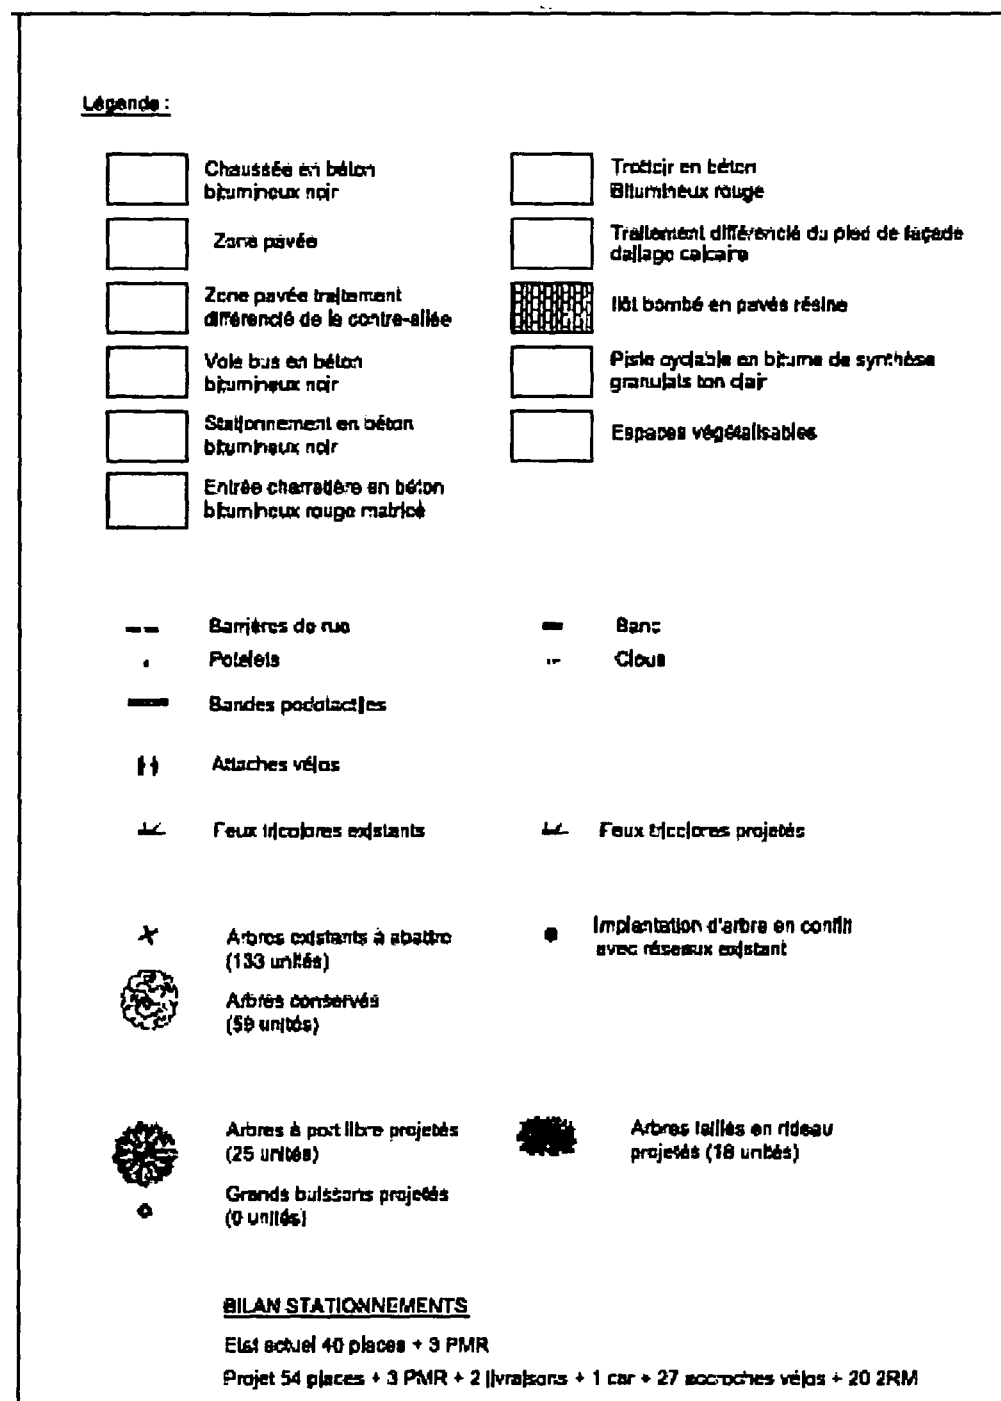 Légende :
Chaussée en béton
bitumineux noir
Zone pavée
Zone pavée traitement
différencié de la contre-allée
Voie bus en béton
bitumineux noir
Stationnement en béton
bitumineux noir
Entrée charretière en béton
bitumineux rouge matricé
Trottoir en béton
Bitumineux rouge
Traitement différencié du pied de façade
dallage calcaire
Ilôt bombé en pavés résine
Piste cyclable en bitume de synthèse
granulats ton clair
Espaces végétalisables
Barrières de rue
Potelets
Bandes podotactiles
Attaches vélos
Feux tricolores existants
Banc
Clous
Feux tricolores projetés
Arbres existants à abattre
(133 unités)
Arbres conservés
(59 unités)
Implantation d'arbre en conflit
avec réseaux existant
Arbres à port libre projetés
(25 unités)
Grands buissons projetés
(0 unités)
Arbres taillés en rideau
projetés (18 unités)
BILAN STATIONNEMENTS
Etat actuel 40 places + 3 PMR
Projet 54 places + 3 PMR + 2 livraisons + 1 car + 27 accroches vélos + 20 2RM